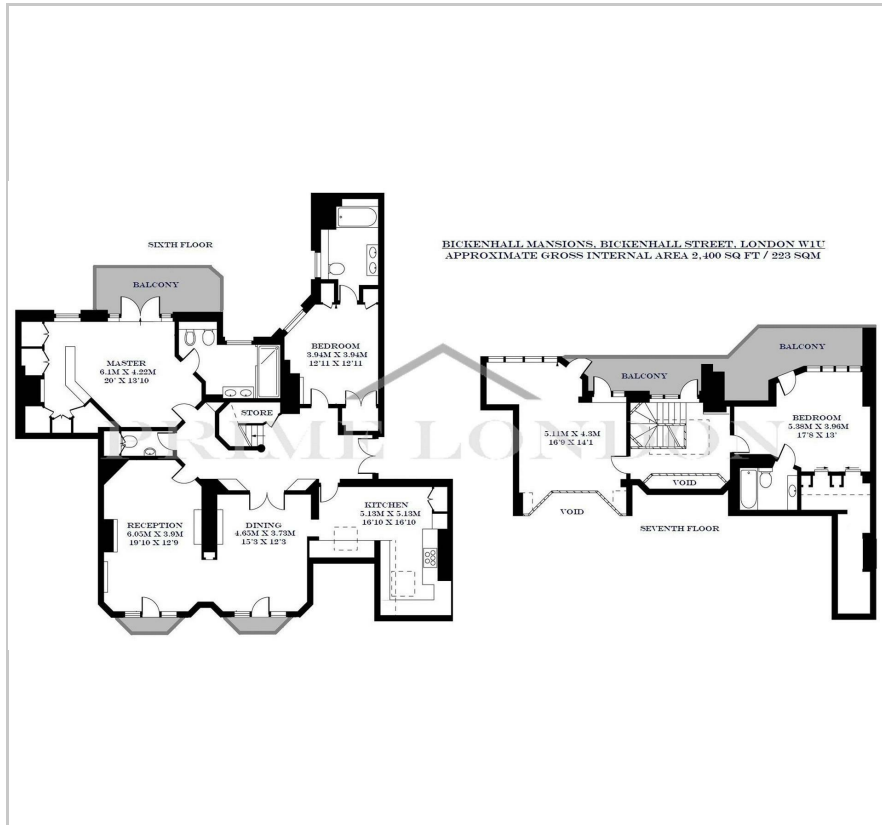 BICKENHALL MANSIONS, BICKENHALL STREET, LONDON W1U
APPROXIMATE GROSS INTERNAL AREA 2,400 SQ FT / 223 SQM
SIXTH FLOOR
BALCONY
MASTER
6.1M X 4.22M
20' X 13'10
BEDROOM
3.94M X 3.94M
12'11 X 12'11
STORE
RECEPTION
6.05M X 3.9M
19'10 X 12'9
DINING
4.65M X 3.73M
15'3 X 12'3
KITCHEN
5.13M X 5.13M
16'10 X 16'10
BALCONY
BALCONY
5.11M X 4.3M
16'9 X 14'1
BEDROOM
5.38M X 3.96M
17'8 X 13'
VOID
VOID
SEVENTH FLOOR
PRIME LONDON